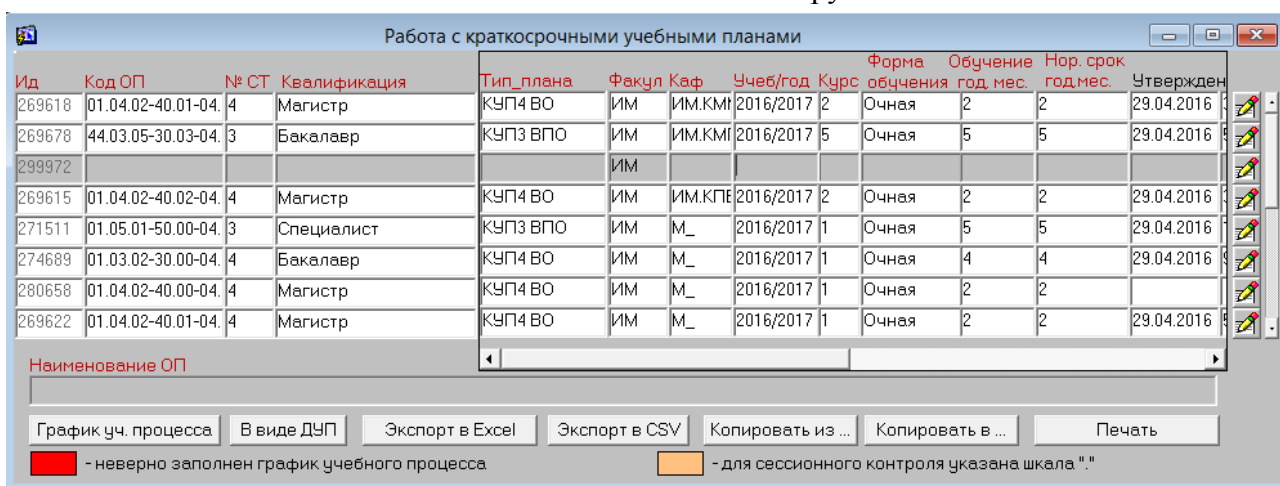 Работа с краткосрочными учебными планами
Форма Обучение Нор. срок
Ид Код ОП № СТ Квалификация Тип_плана Факул Каф Учеб/год Курс обучения год. мес. год.мес. Утвержден
269618 01.04.02-40.01-04. 4 Магистр КУП4 ВО ИМ ИМ.КМ 2016/2017 2 Очная 2 2 29.04.2016
269678 44.03.05-30.03-04. 3 Бакалавр КУП3 ВПО ИМ ИМ.КМ 2016/2017 5 Очная 5 5 29.04.2016
299972 ИМ
269615 01.04.02-40.02-04. 4 Магистр КУП4 ВО ИМ ИМ.КПВ 2016/2017 2 Очная 2 2 29.04.2016
271511 01.05.01-50.00-04. 3 Специалист КУП3 ВПО ИМ М_ 2016/2017 1 Очная 5 5 29.04.2016
274689 01.03.02-30.00-04. 4 Бакалавр КУП4 ВО ИМ М_ 2016/2017 1 Очная 4 4 29.04.2016
280658 01.04.02-40.00-04. 4 Магистр КУП4 ВО ИМ М_ 2016/2017 1 Очная 2 2
269622 01.04.02-40.01-04. 4 Магистр КУП4 ВО ИМ М_ 2016/2017 1 Очная 2 2 29.04.2016
Наименование ОП
График уч. процесса В виде ДУП Экспорт в Excel Экспорт в CSV Копировать из ... Копировать в ... Печать
- неверно заполнен график учебного процесса - для сессионного контроля указана шкала "."